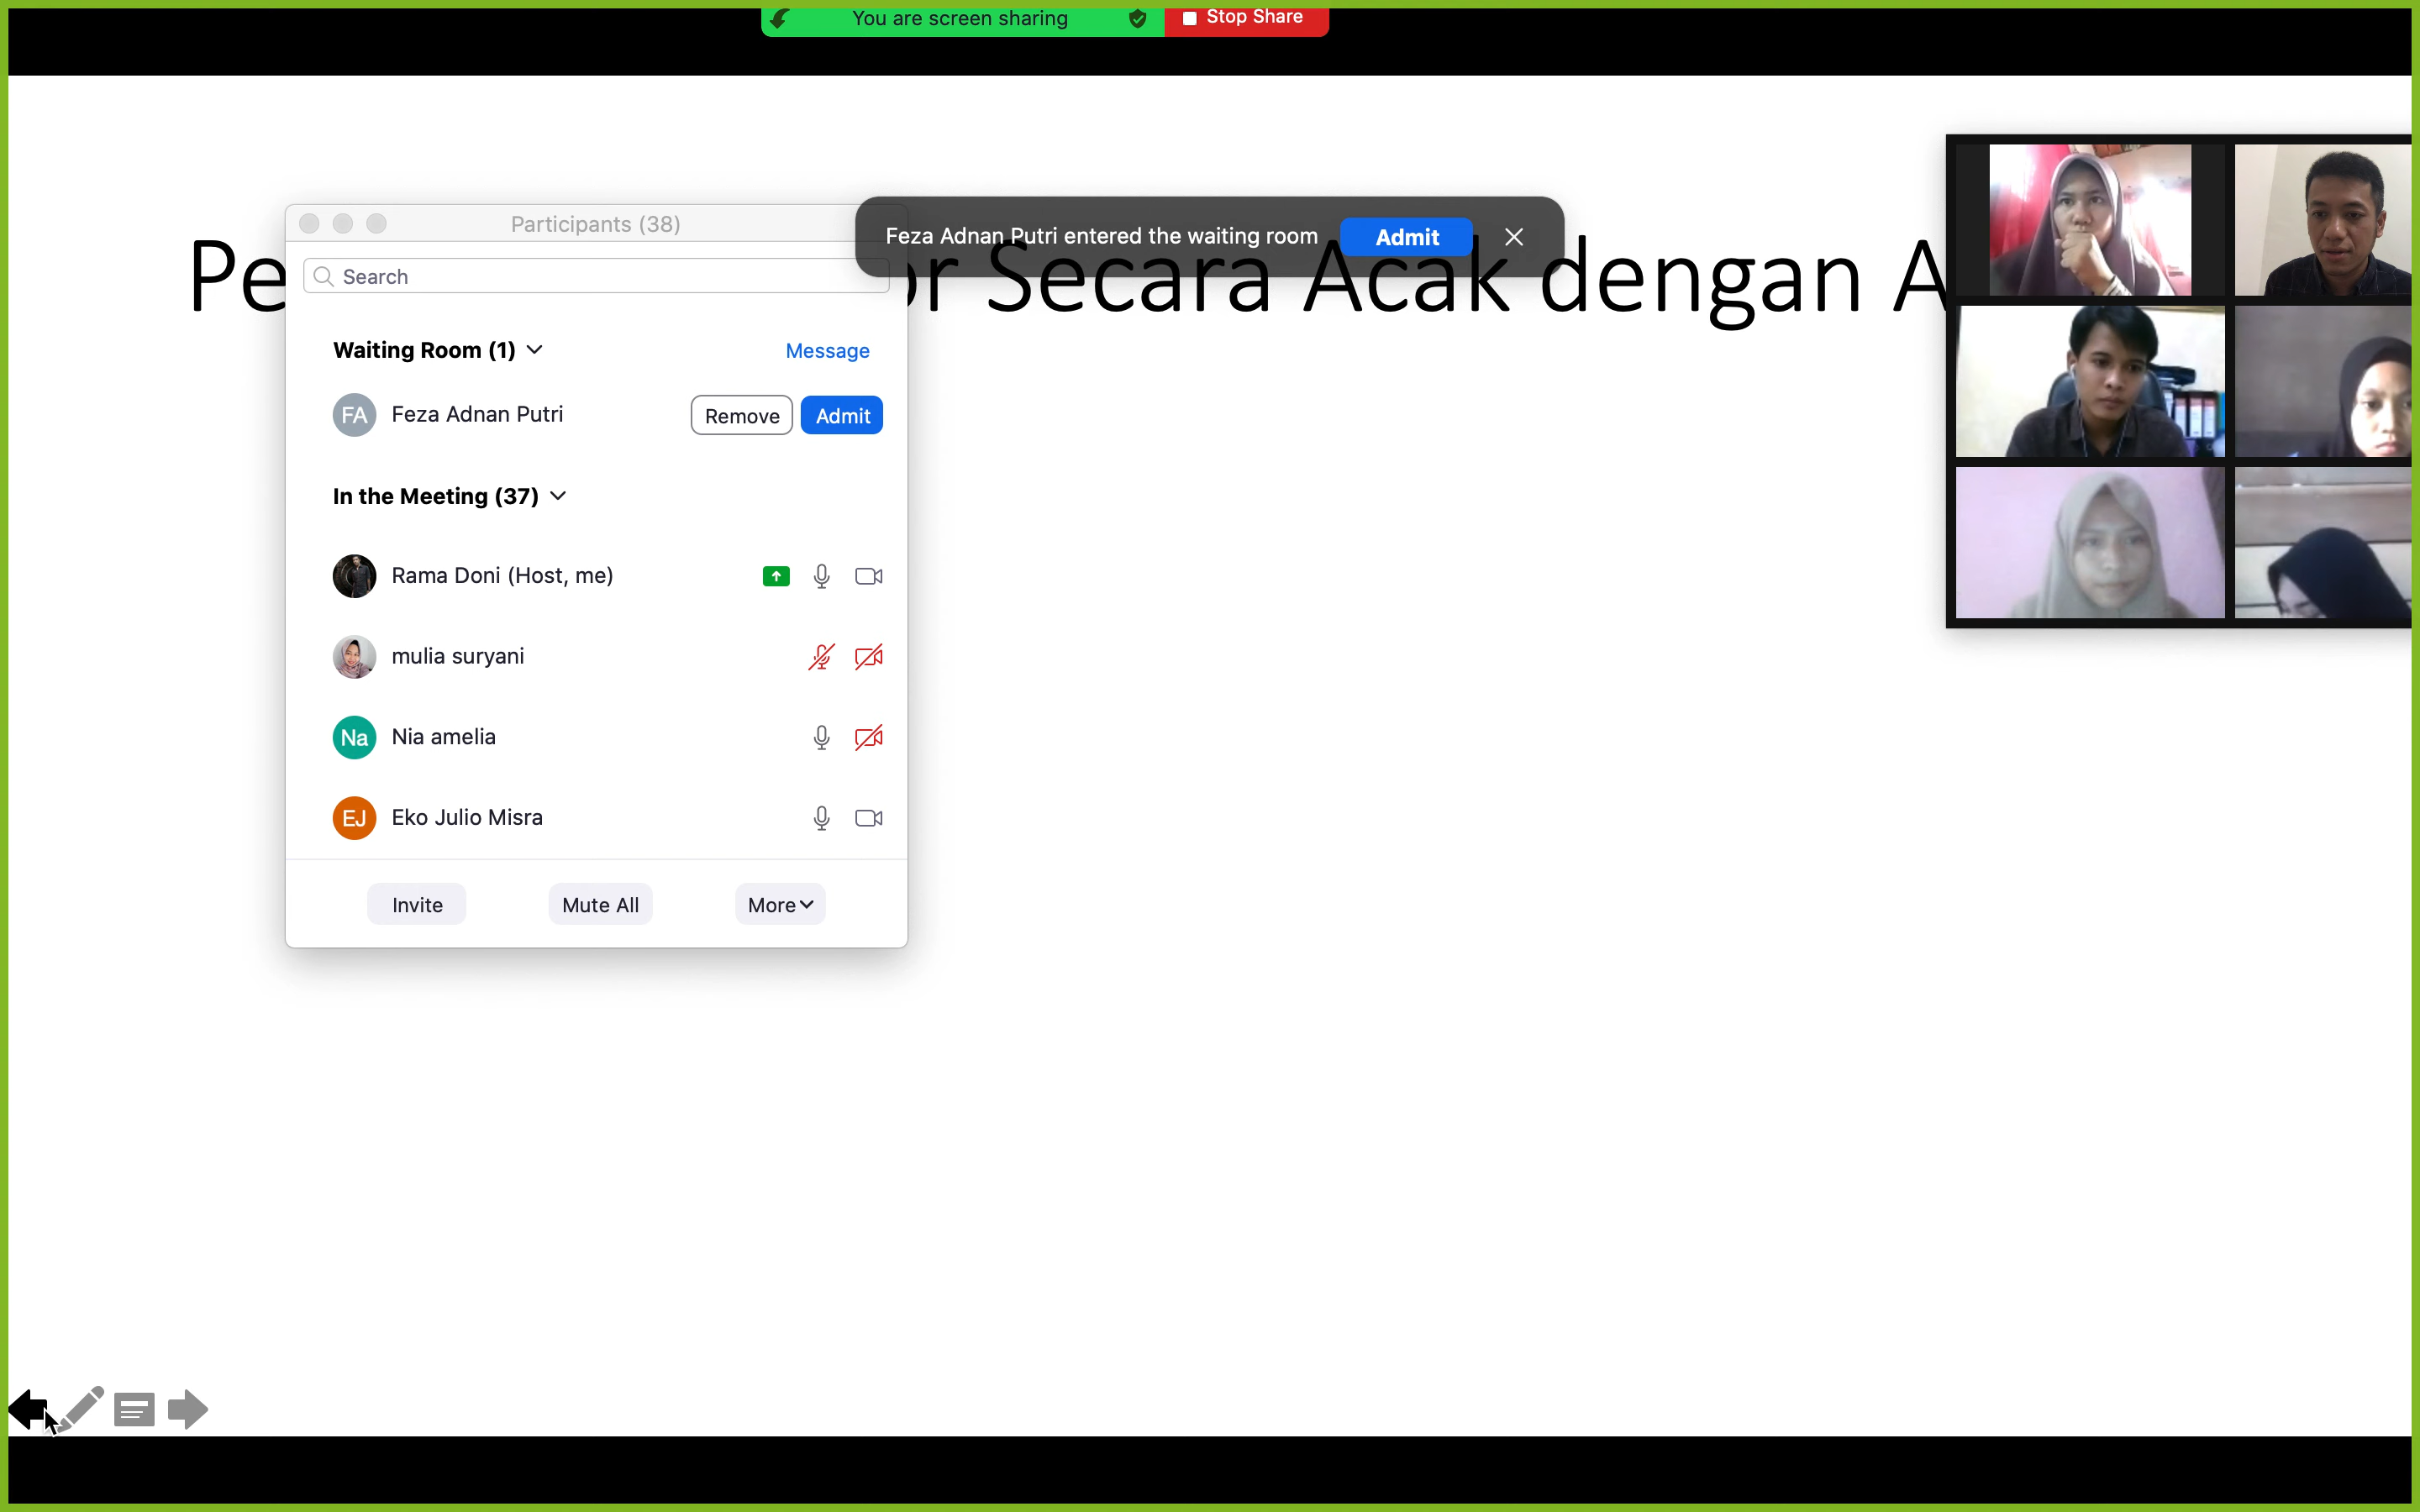 You are screen sharing
Stop Share
Participants (38)
Feza Adnan Putri entered the waiting room
Admit
Secara Acak dengan
Search
Waiting Room (1)
Message
FA
Feza Adnan Putri
Remove
Admit
In the Meeting (37)
Rama Doni (Host, me)
mulia suryani
Na
Nia amelia
EJ
Eko Julio Misra
Invite
Mute All
More